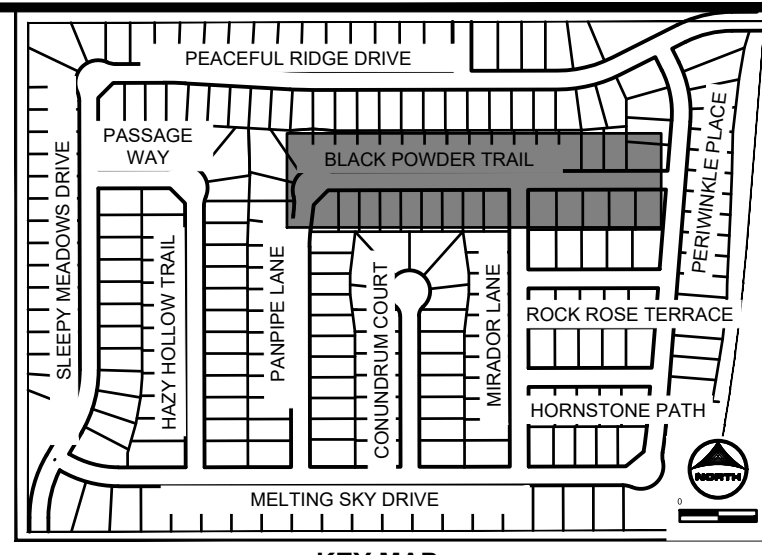 PEACEFUL RIDGE DRIVE
PASSAGE
WAY
BLACK POWDER TRAIL
PERIWINKLE PLACE
SLEEPY MEADOWS DRIVE
HAZY HOLLOW TRAIL
PANPIPE LANE
CONUNDRUM COURT
MIRADOR LANE
ROCK ROSE TERRACE
HORNSTONE PATH
NORTH
0
MELTING SKY DRIVE
KEY MAP